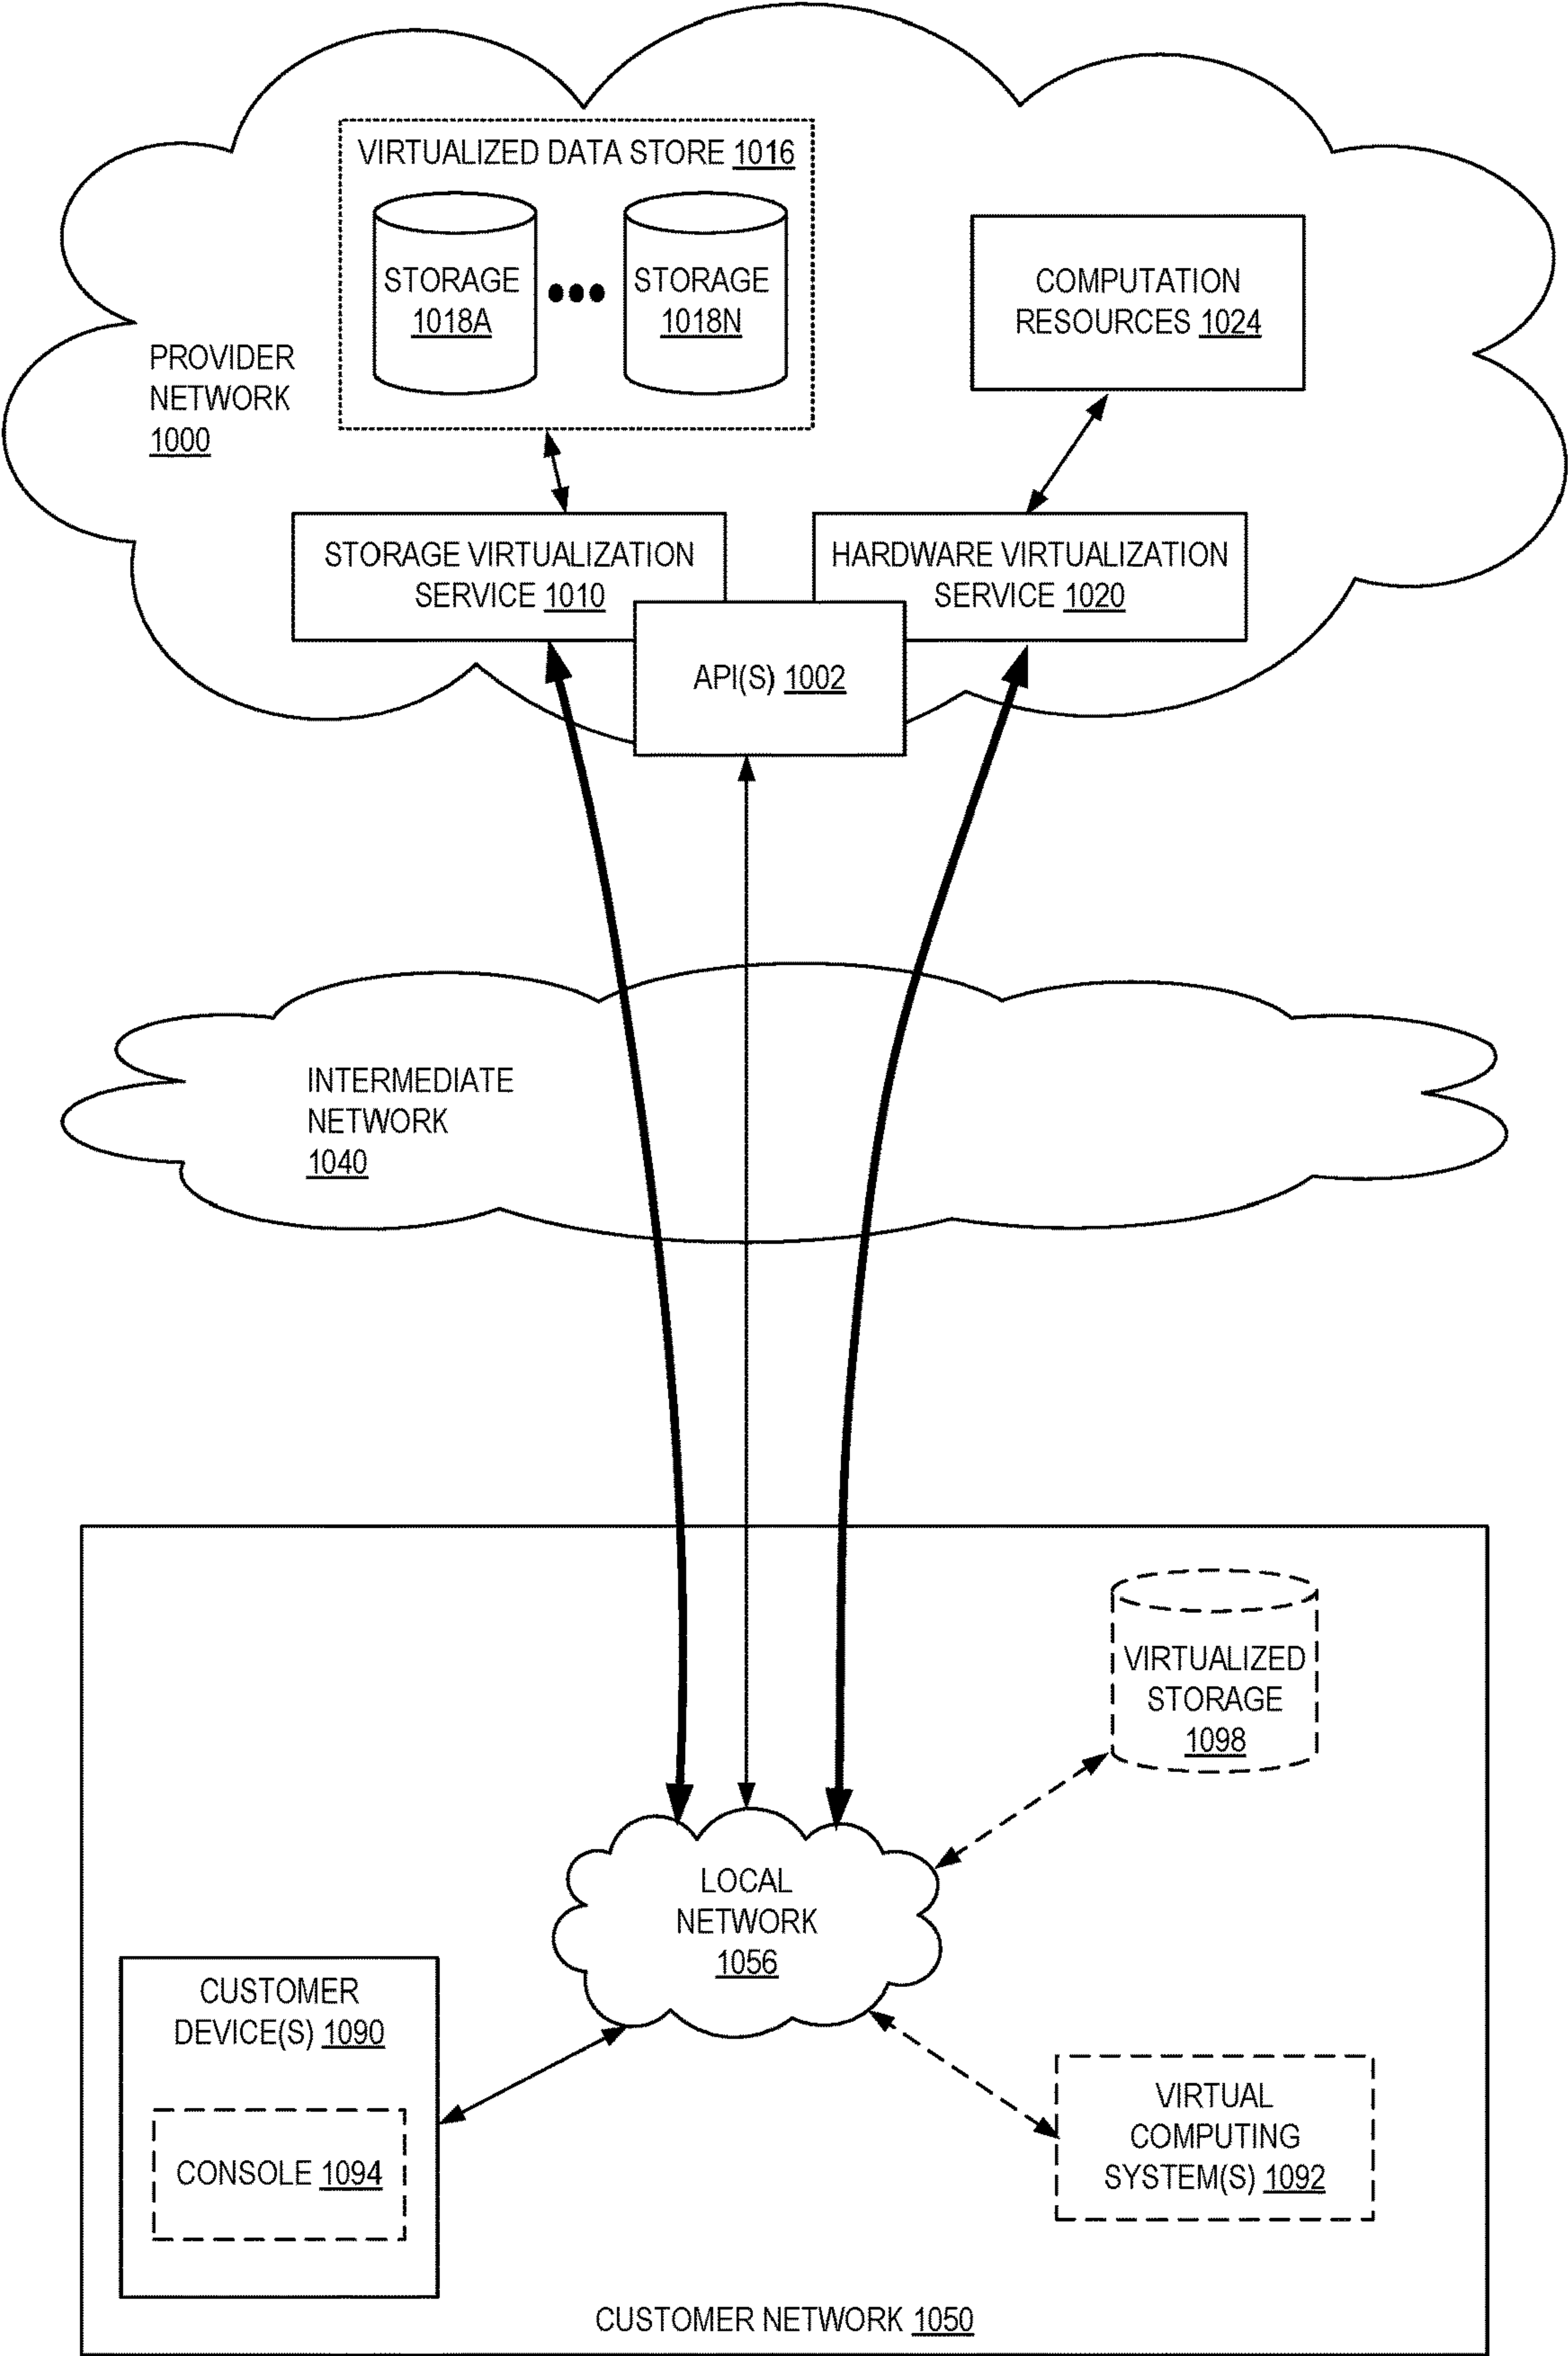 VIRTUALIZED DATA STORE 1016
STORAGE
1018A
STORAGE
1018N
COMPUTATION
RESOURCES 1024
PROVIDER
NETWORK
1000
STORAGE VIRTUALIZATION
SERVICE 1010
HARDWARE VIRTUALIZATION
SERVICE 1020
API(S) 1002
INTERMEDIATE
NETWORK
1040
VIRTUALIZED
STORAGE
1098
LOCAL
NETWORK
1056
CUSTOMER
DEVICE(S) 1090
CONSOLE 1094
VIRTUAL
COMPUTING
SYSTEM(S) 1092
CUSTOMER NETWORK 1050